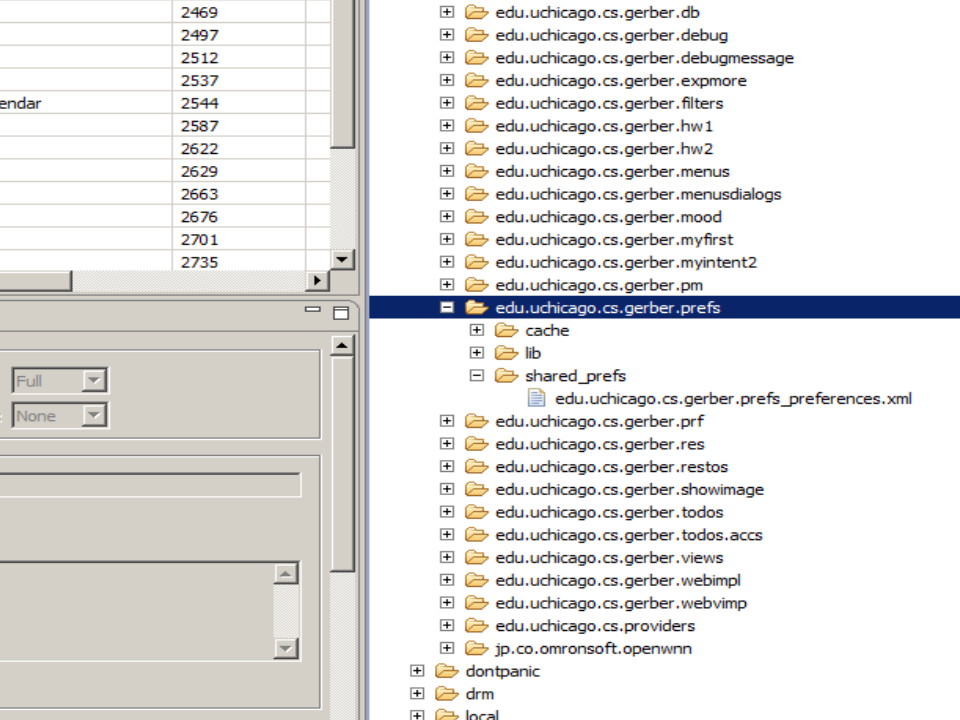 2469
2497
2512
2537
endar 2544
2587
2622
2629
2663
2676
2701
2735
Full
None
edu.uchicago.cs.gerber.db
edu.uchicago.cs.gerber.debug
edu.uchicago.cs.gerber.debugmessage
edu.uchicago.cs.gerber.expmore
edu.uchicago.cs.gerber.filters
edu.uchicago.cs.gerber.hw1
edu.uchicago.cs.gerber.hw2
edu.uchicago.cs.gerber.menus
edu.uchicago.cs.gerber.menusdialogs
edu.uchicago.cs.gerber.mood
edu.uchicago.cs.gerber.myfirst
edu.uchicago.cs.gerber.myintent2
edu.uchicago.cs.gerber.pm
edu.uchicago.cs.gerber.prefs
cache
lib
shared_prefs
edu.uchicago.cs.gerber.prefs_preferences.xml
edu.uchicago.cs.gerber.prf
edu.uchicago.cs.gerber.res
edu.uchicago.cs.gerber.restos
edu.uchicago.cs.gerber.showimage
edu.uchicago.cs.gerber.todos
edu.uchicago.cs.gerber.todos.accs
edu.uchicago.cs.gerber.views
edu.uchicago.cs.gerber.webimpl
edu.uchicago.cs.gerber.webvimp
edu.uchicago.cs.providers
jp.co.omronsoft.openwnn
dontpanic
drm
local